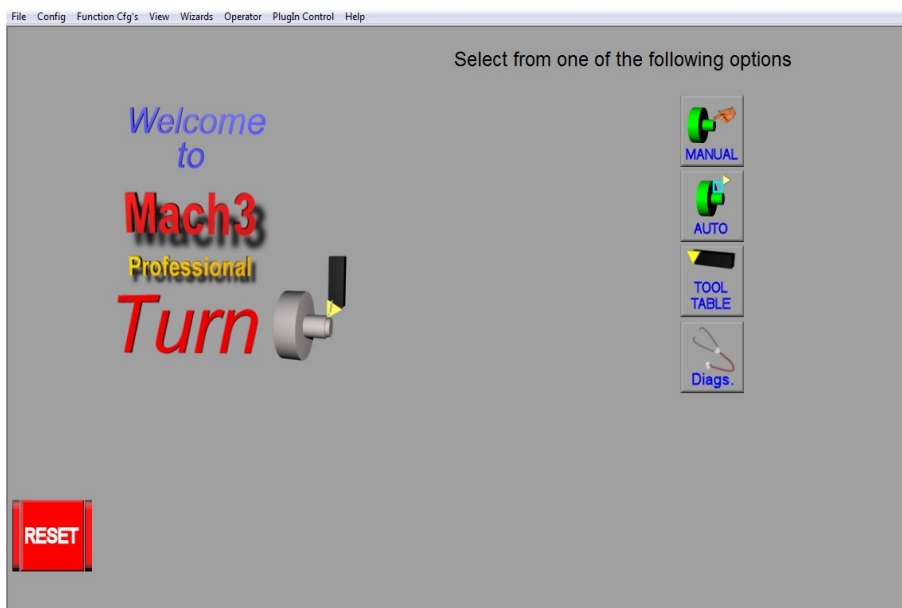 File Config Function Cfg's View Wizards Operator PlugIn Control Help
Select from one of the following options
Welcome
to
Mach3
Professional
Turn
MANUAL
AUTO
TOOL
TABLE
Diags.
RESET